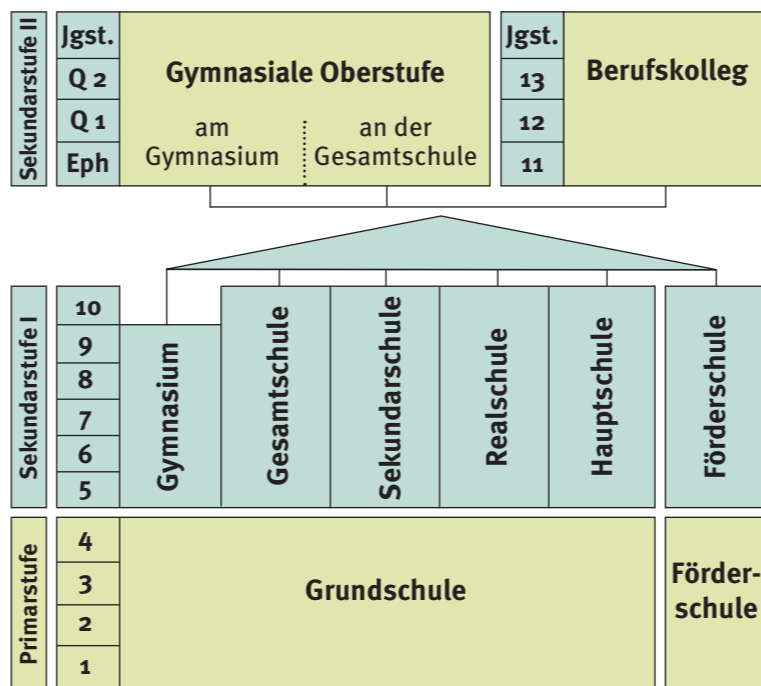 Sekundarstufe II
Jgst.
Q 2
Q 1
Eph
Gymnasiale Oberstufe
am
Gymnasium
an der
Gesamtschule
Jgst.
13
12
11
Berufskolleg
Sekundarstufe I
10
9
8
7
6
5
Gymnasium
Gesamtschule
Sekundarschule
Realschule
Hauptschule
Förderschule
Primarstufe
4
3
2
1
Grundschule
Förder-
schule